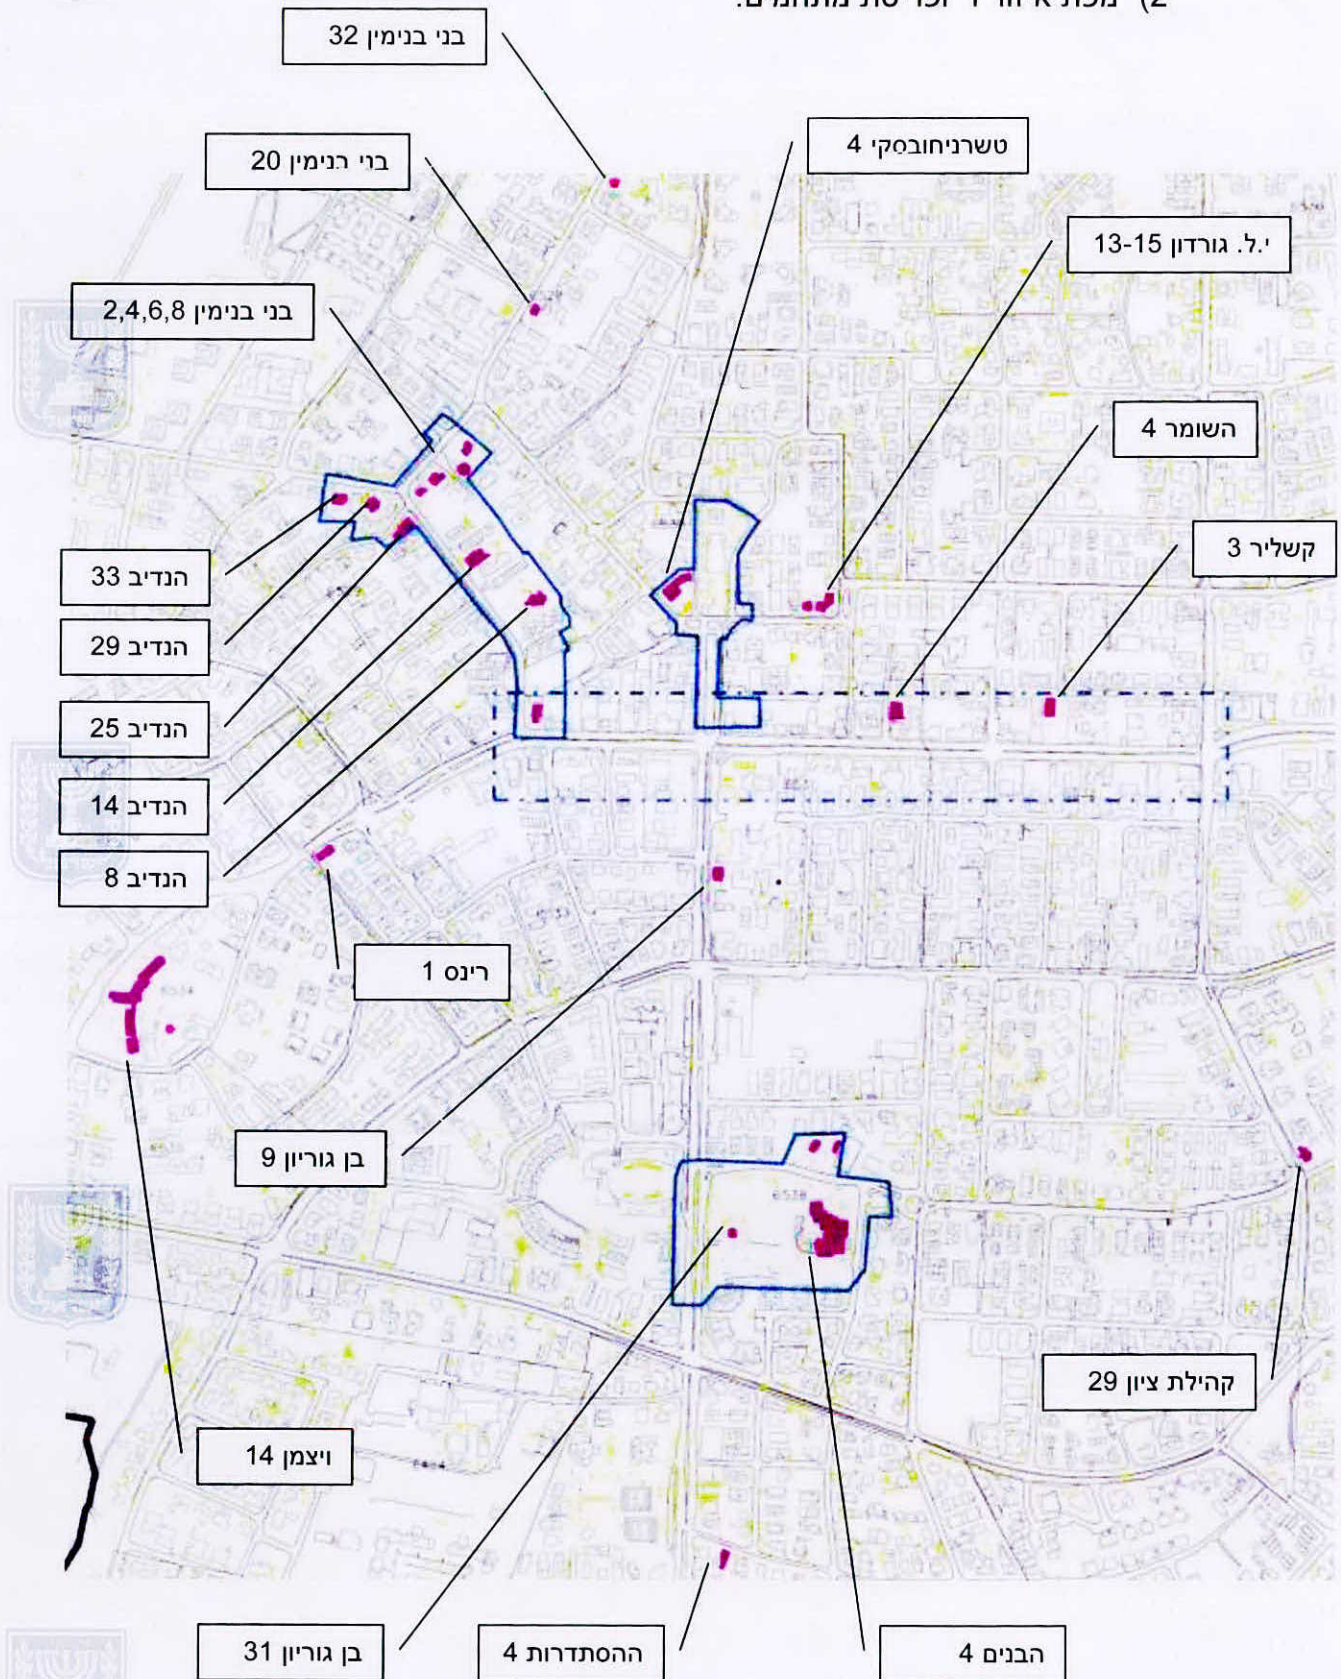 בני בנימין 32
טשרניחובסקי 4
בני בנימין 20
י.ל. גורדון 13-15
בני בנימין 2,4,6,8
השומר 4
קשליר 3
הנדיב 33
הנדיב 29
הנדיב 25
הנדיב 14
הנדיב 8
רינס 1
בן גוריון 9
קהילת ציון 29
ויצמן 14
הבנים 4
ההסתדרות 4
בן גוריון 31